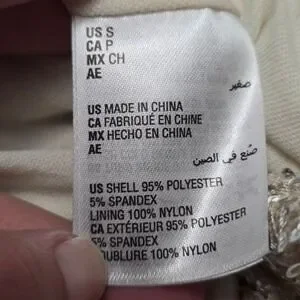 US S
CA P
MX CH
AE
صغير
US MADE IN CHINA
CA FABRIQUÉ EN CHINE
MX HECHO EN CHINA
AE
صنع في الصين
US SHELL 95% POLYESTER
5% SPANDEX
LINING 100% NYLON
CA EXTÉRIEUR 95% POLYESTER
5% SPANDEX
DOUBLURE 100% NYLON